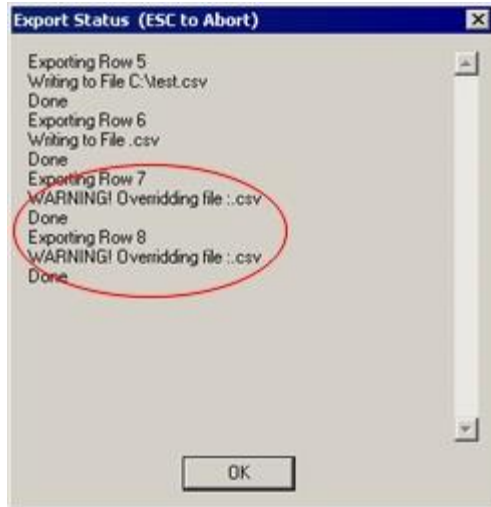 Export Status (ESC to Abort)
Exporting Row 5
Writing to File C:\test.csv
Done
Exporting Row 6
Writing to File .csv
Done
Exporting Row 7
WARNING! Overridding file :.csv
Done
Exporting Row 8
WARNING! Overridding file :.csv
Done
OK